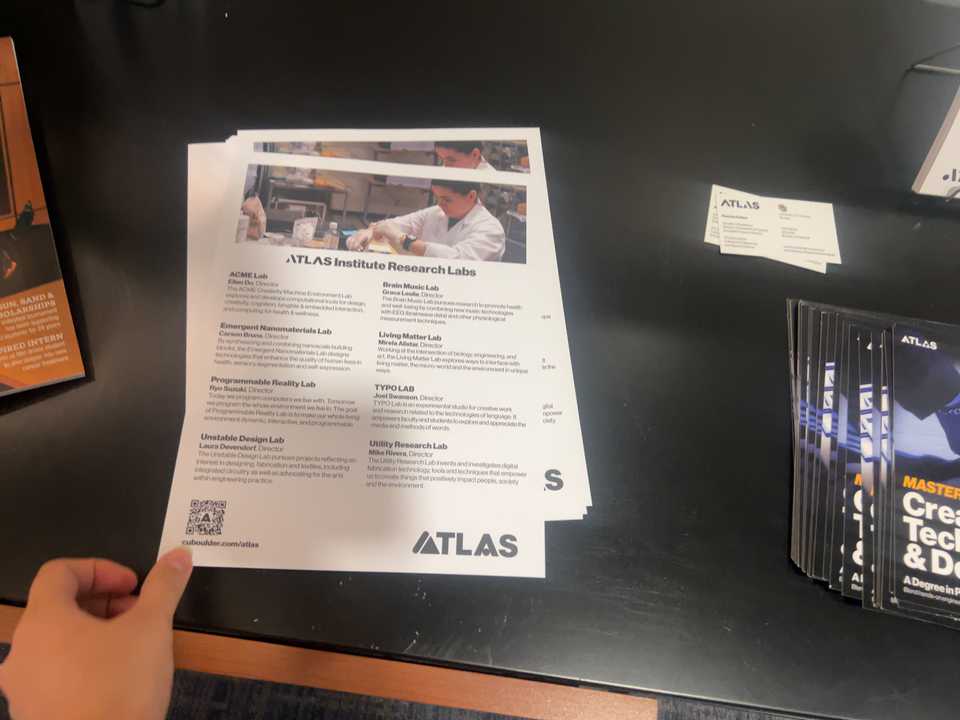 ATLAS Institute Research Labs
ACME Lab
Ellen Do, Director
The ACME Creativity Machine Environment Lab
explores and develops computational tools for design,
creativity, cognition, tangible & embedded interaction,
and computing for health & wellness.
Emergent Nanomaterials Lab
Carson Bruns, Director
By synthesizing and combining nanoscale building
blocks, the Emergent Nanomaterials Lab designs
technologies that enhance the quality of human lives in
health, sensory augmentation and self-expression.
Programmable Reality Lab
Ryo Suzuki, Director
Today we program computers we live with. Tomorrow
we program the whole environment we live in. The goal
of Programmable Reality Lab is to make our whole living
environment dynamic, interactive, and programmable
Unstable Design Lab
Laura Devendorf, Director
The Unstable Design Lab pursues projects reflecting an
interest in designing, fabrication and textiles, including
integrated circuitry as well as advocating for the arts
within engineering practice.
Brain Music Lab
Grace Leslie, Director
The Brain Music Lab pursues research to promote health
and well-being by combining new music technologies
with EEG (brainwave data) and other physiological
measurement techniques.
Living Matter Lab
Mirela Alistar, Director
Working at the intersection of biology, engineering, and
art, the Living Matter Lab explores ways to interface with
living matter, the micro-world and the environment in unique
ways.
TYPO LAB
Joel Swanson, Director
TYPO Lab is an experimental studio for creative work
and research related to the technologies of language. It
empowers faculty and students to explore and appreciate the
media and methods of words.
Utility Research Lab
Mike Rivera, Director
The Utility Research Lab invents and investigates digital
fabrication technology, tools and techniques that empower
us to create things that positively impact people, society
and the environment.
cuboulder.com/atlas
ATLAS
S
ATLAS
ATLAS
MASTER
Crea
Tech
& De
A Degree in P